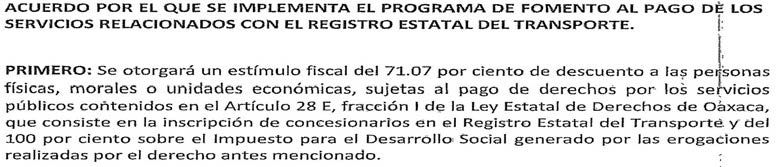 ACUERDO POR EL QUE SE IMPLEMENTA EL PROGRAMA DE FOMENTO AL PAGO DE LOS
SERVICIOS RELACIONADOS CON EL REGISTRO ESTATAL DEL TRANSPORTE.
PRIMERO: Se otorgará un estímulo fiscal del 71.07 por ciento de descuento a las personas
físicas, morales o unidades económicas, sujetas al pago de derechos por los servicios
públicos contenidos en el Artículo 28 E, fracción I de la Ley Estatal de Derechos de Oaxaca,
que consiste en la inscripción de concesionarios en el Registro Estatal del Transporte y del
100 por ciento sobre el Impuesto para el Desarrollo Social generado por las erogaciones
realizadas por el derecho antes mencionado.